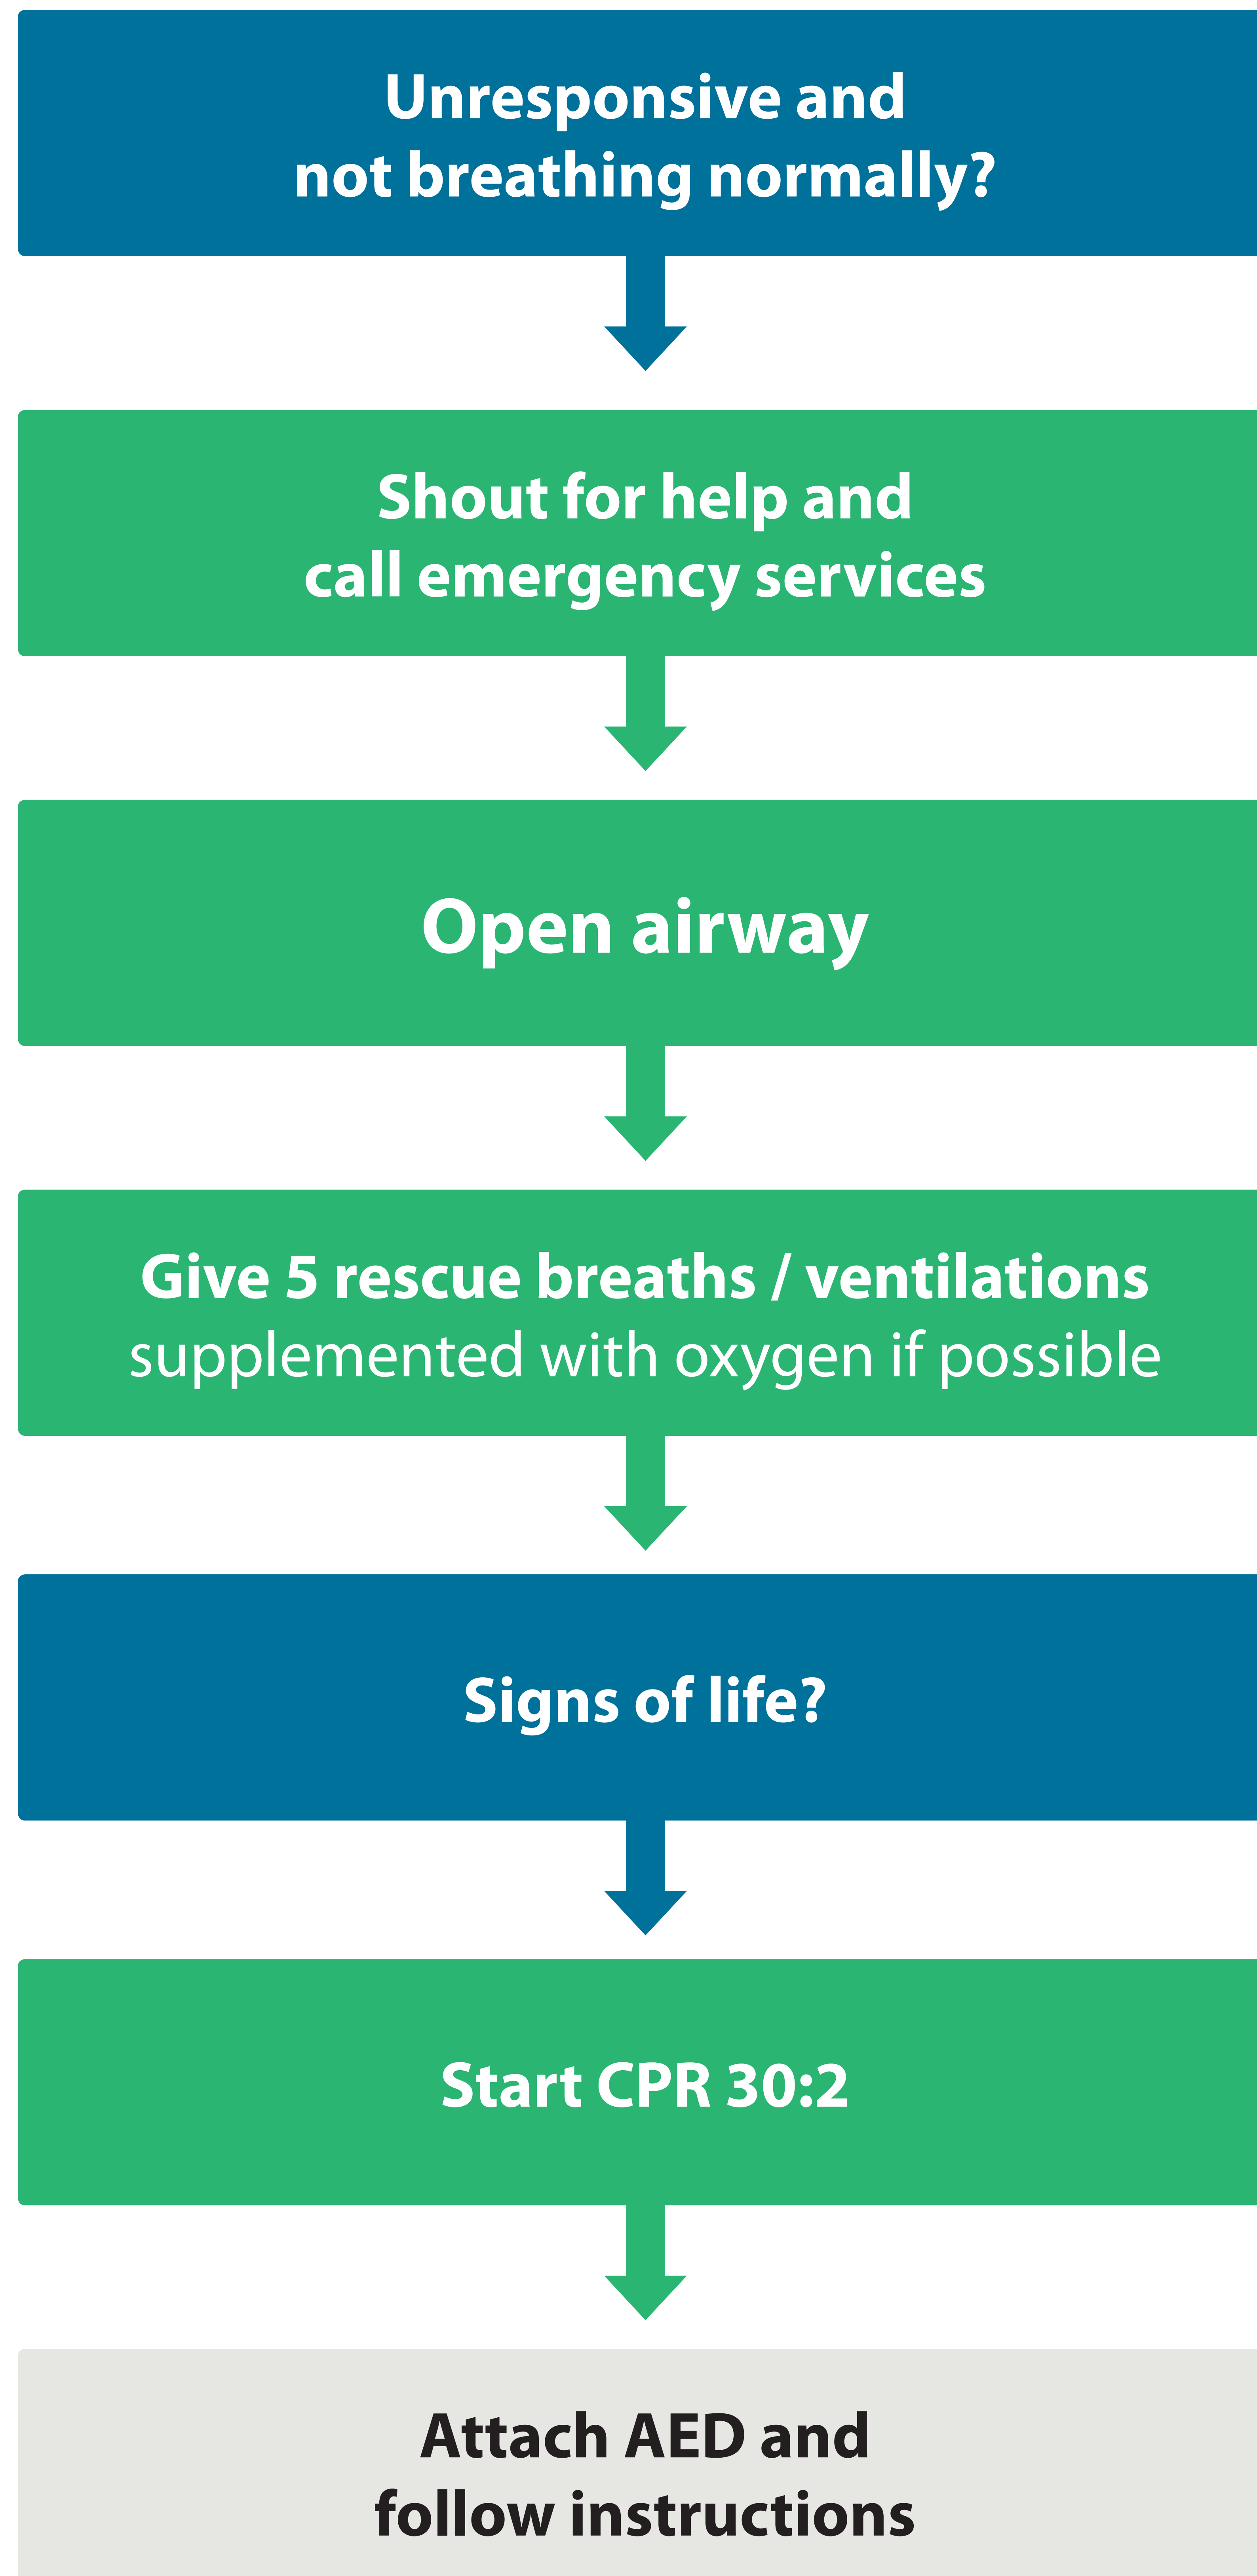 Unresponsive and
not breathing normally?
Shout for help and
call emergency services
Open airway
Give 5 rescue breaths / ventilations
supplemented with oxygen if possible
Signs of life?
Start CPR 30:2
Attach AED and
follow instructions